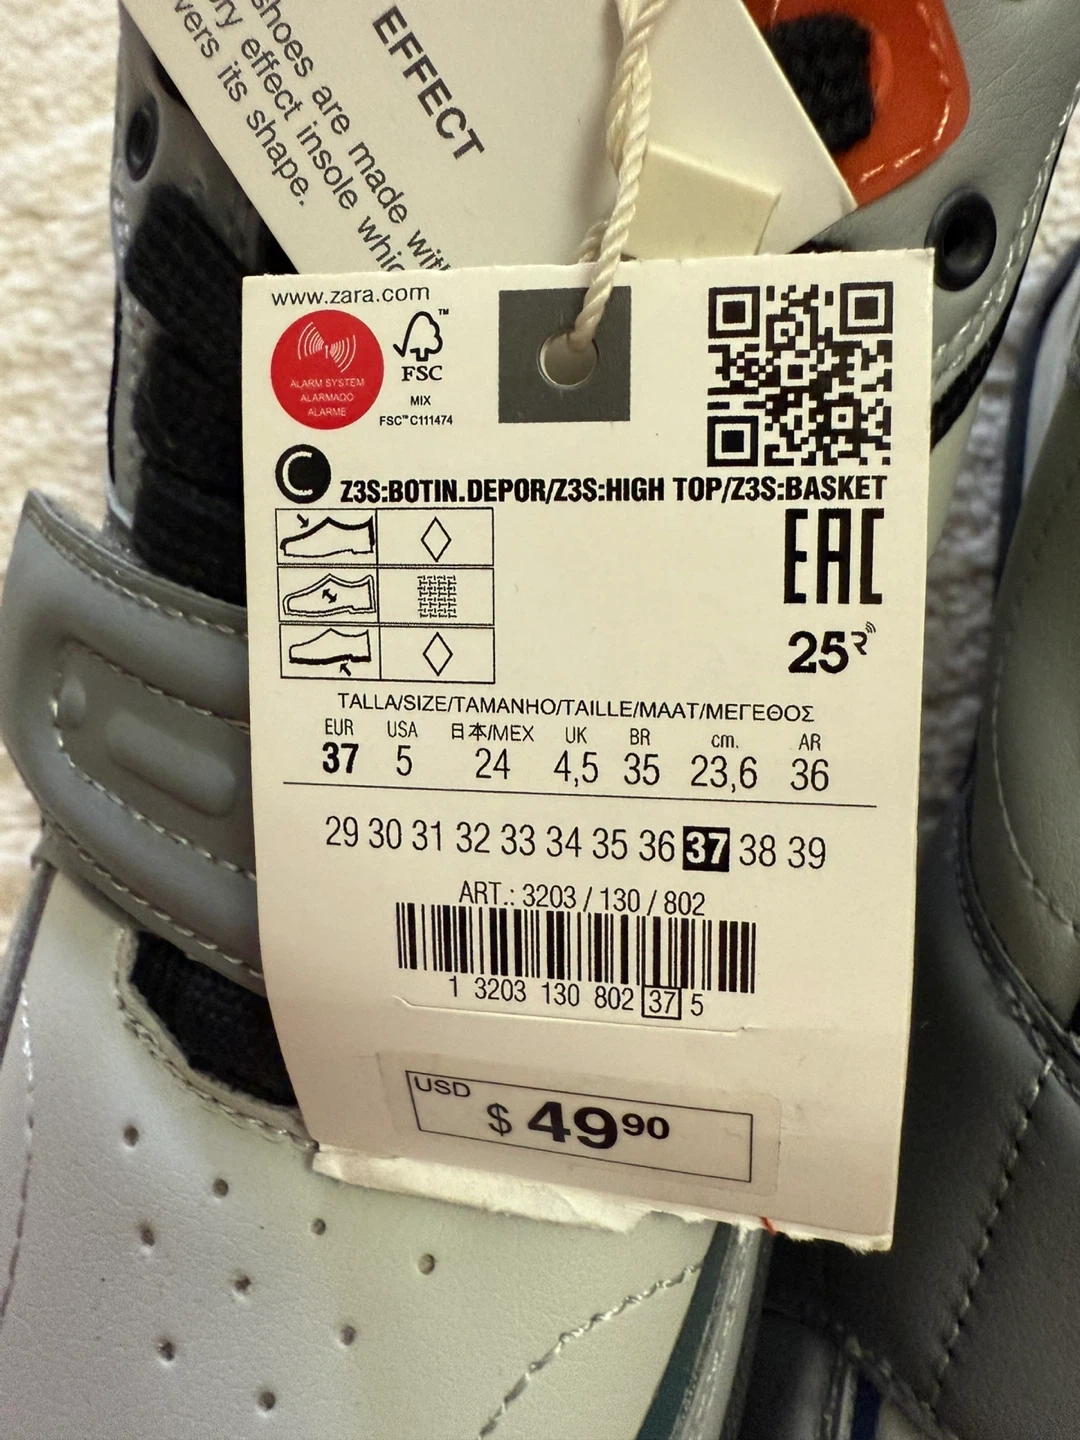 EFFECT
shoes are made with
ory effect insole whic
vers its shape.
www.zara.com
ALARM SYSTEM
ALARMADO
ALARME
FSC™
MIX
FSC™ C111474
C
Z3S:BOTIN.DEPOR/Z3S:HIGH TOP/Z3S:BASKET
EAC
25
TALLA/SIZE/TAMANHO/TAILLE/MAAT/ΜΕΓΕΘΟΣ
EUR USA 日本/MEX UK BR cm. AR
37 5 24 4,5 35 23,6 36
29 30 31 32 33 34 35 36 37 38 39
ART.: 3203 / 130 / 802
1 3203 130 802 37 5
USD
$ 49 90